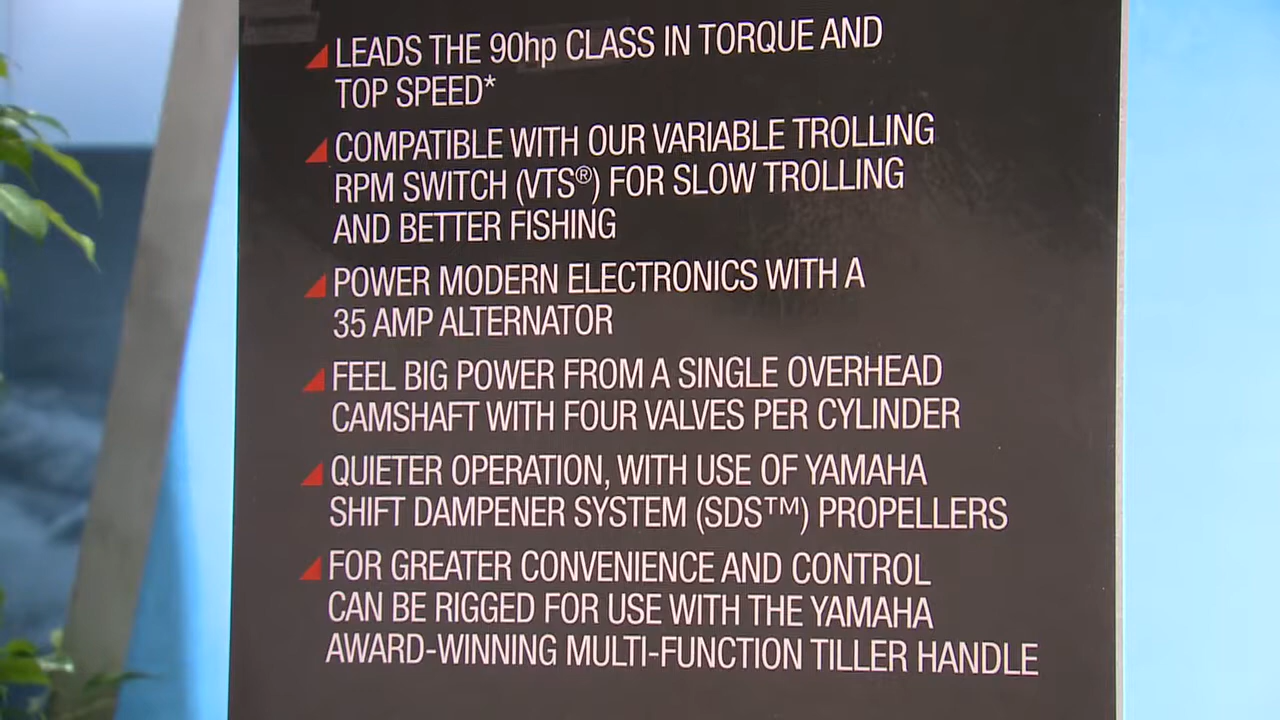 LEADS THE 90hp CLASS IN TORQUE AND
TOP SPEED*
COMPATIBLE WITH OUR VARIABLE TROLLING
RPM SWITCH (VTS®) FOR SLOW TROLLING
AND BETTER FISHING
POWER MODERN ELECTRONICS WITH A
35 AMP ALTERNATOR
FEEL BIG POWER FROM A SINGLE OVERHEAD
CAMSHAFT WITH FOUR VALVES PER CYLINDER
QUIETER OPERATION, WITH USE OF YAMAHA
SHIFT DAMPENER SYSTEM (SDS™) PROPELLERS
FOR GREATER CONVENIENCE AND CONTROL
CAN BE RIGGED FOR USE WITH THE YAMAHA
AWARD-WINNING MULTI-FUNCTION TILLER HANDLE